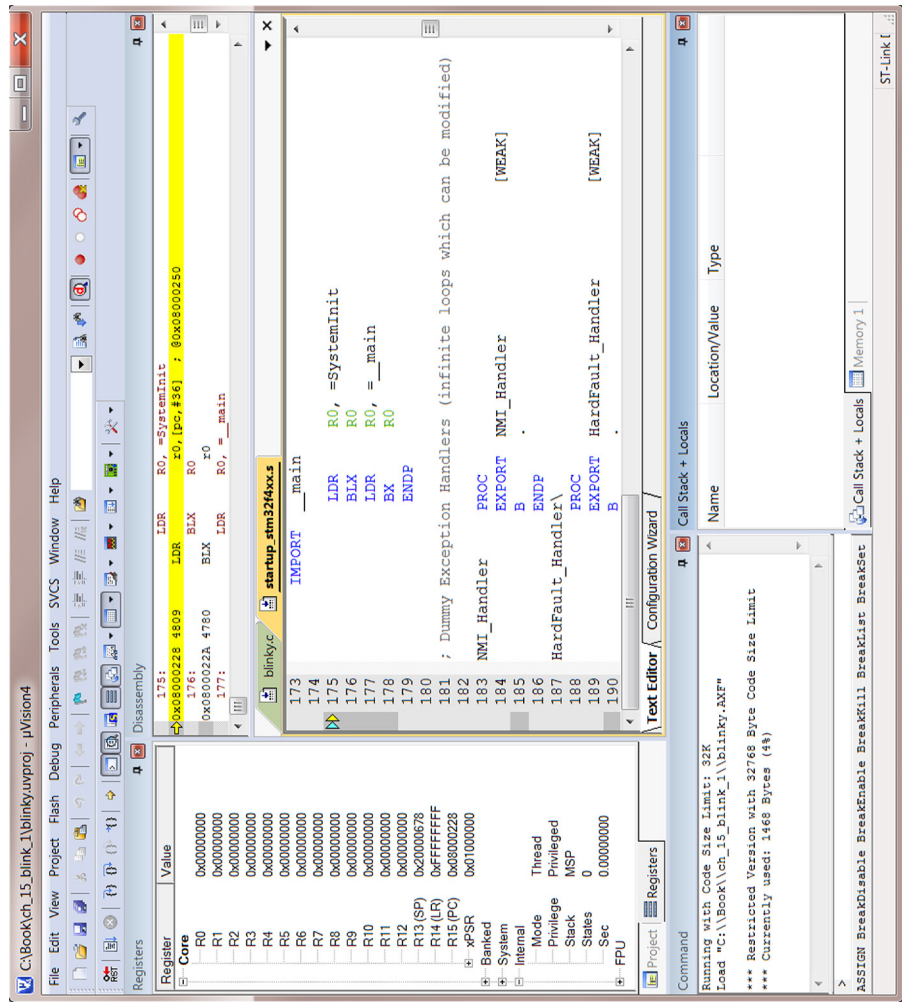 C:\Book\ch_15_blink_1\blinky.uvproj - µVision4
File Edit View Project Flash Debug Peripherals Tools SVCS Window Help
RST
Registers
Register Value
Core
R0 0x00000000
R1 0x00000000
R2 0x00000000
R3 0x00000000
R4 0x00000000
R5 0x00000000
R6 0x00000000
R7 0x00000000
R8 0x00000000
R9 0x00000000
R10 0x00000000
R11 0x00000000
R12 0x00000000
R13 (SP) 0x20000678
R14 (LR) 0xFFFFFFFF
R15 (PC) 0x08000228
xPSR 0x01000000
Banked
System
Internal
Mode Thread
Privilege Privileged
Stack MSP
States 0
Sec 0.00000000
FPU
Project Registers
Disassembly
175: LDR R0, =SystemInit
0x08000228 4809 LDR r0,[pc,#36] ; @0x08000250
176: BLX R0
0x0800022A 4780 BLX r0
177: LDR R0, =__main
blinky.c startup_stm32f4xx.s
173 IMPORT __main
174
175 LDR R0, =SystemInit
176 BLX R0
177 LDR R0, =__main
178 BX R0
179 ENDP
180
181 ; Dummy Exception Handlers (infinite loops which can be modified)
182
183 NMI_Handler PROC
184 EXPORT NMI_Handler [WEAK]
185 B .
186 ENDP
187 HardFault_Handler\
188 PROC
189 EXPORT HardFault_Handler [WEAK]
190 B .
Text Editor Configuration Wizard
Command
Running with Code Size Limit: 32K
Load "C:\\Book\\ch_15_blink_1\\blinky.AXF"
*** Restricted Version with 32768 Byte Code Size Limit
*** Currently used: 1468 Bytes (4%)
>
ASSIGN BreakDisable BreakEnable BreakKill BreakList BreakSet
Call Stack + Locals
Name Location/Value Type
Call Stack + Locals Memory 1
ST-Link [